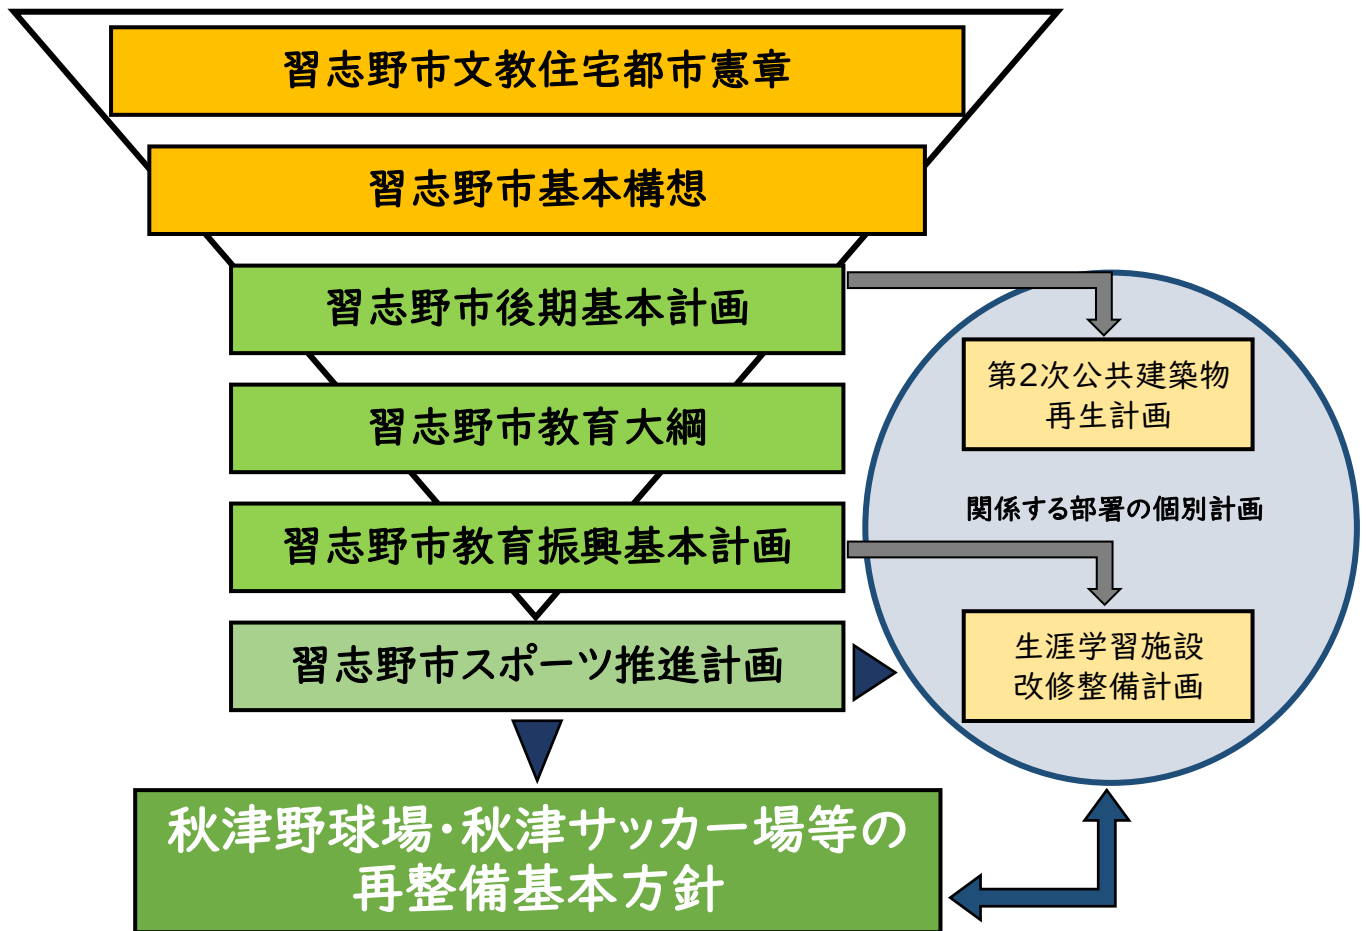 習志野市文教住宅都市憲章
習志野市基本構想
習志野市後期基本計画
習志野市教育大綱
習志野市教育振興基本計画
習志野市スポーツ推進計画
秋津野球場・秋津サッカー場等の
再整備基本方針
第2次公共建築物
再生計画
関係する部署の個別計画
生涯学習施設
改修整備計画